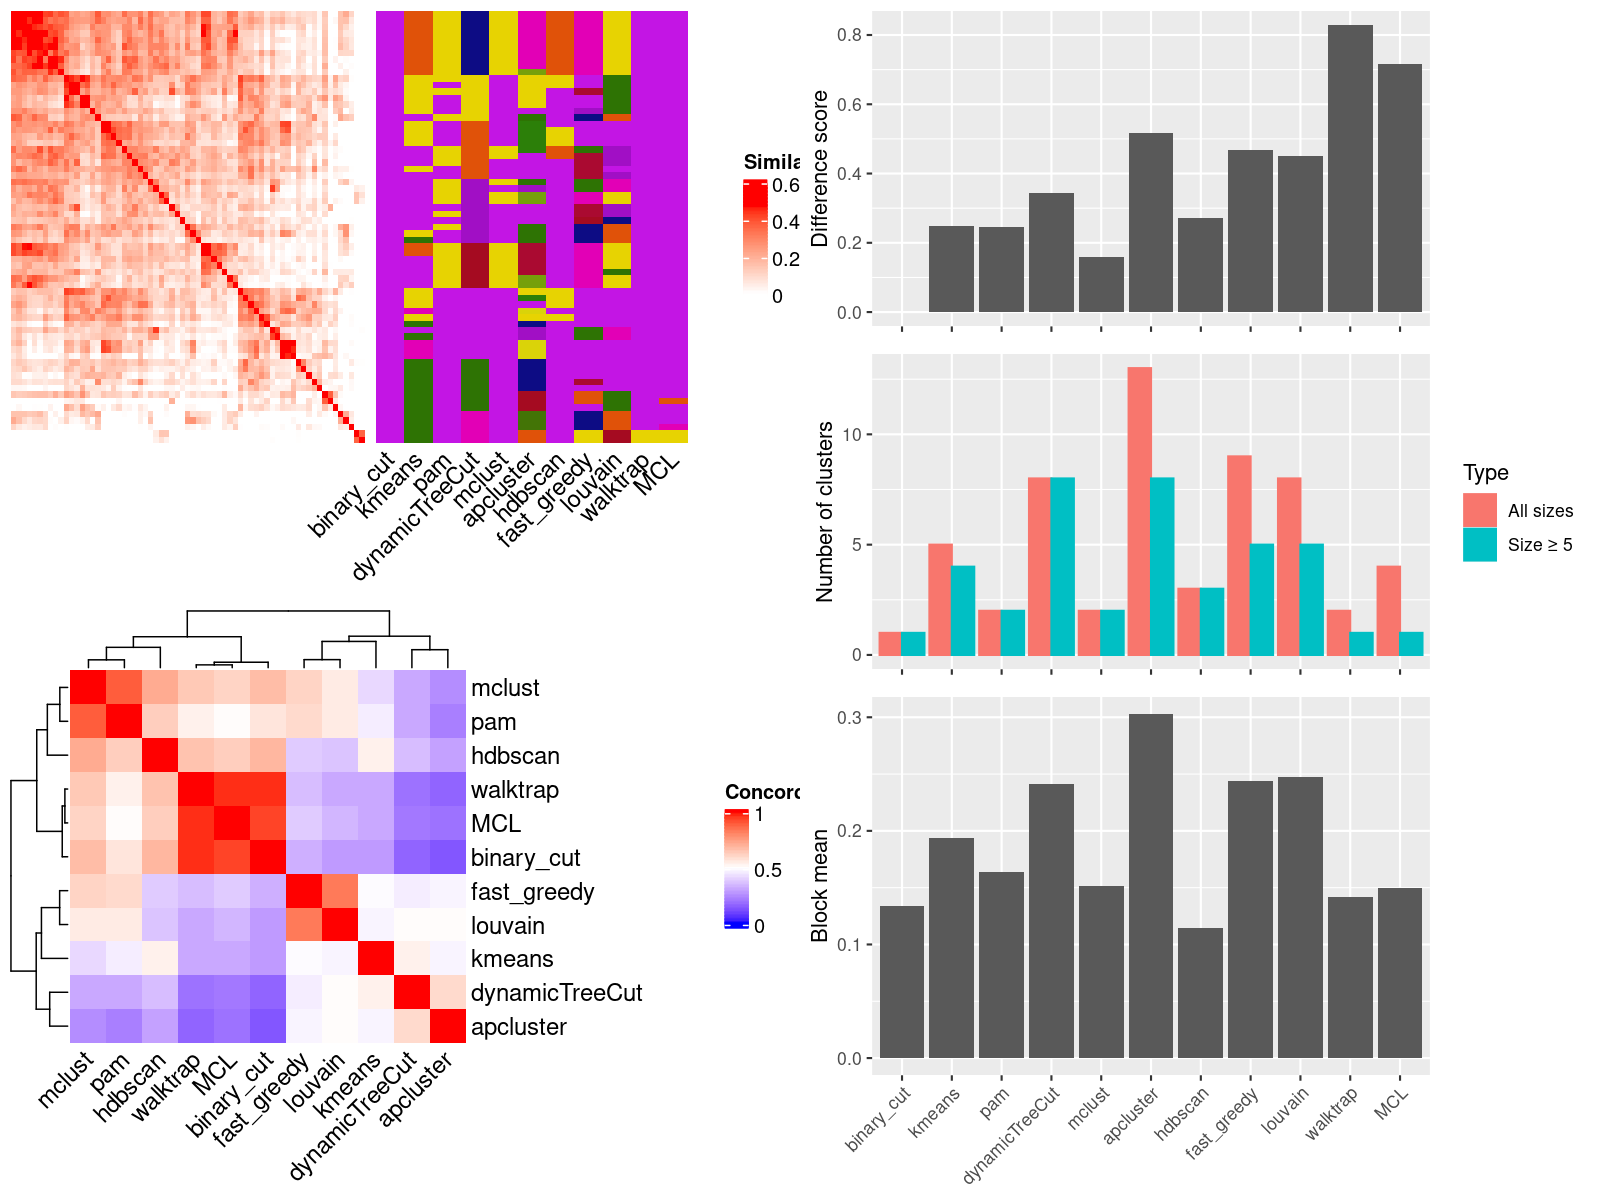 Simila
0.6
0.4
0.2
0
binary_cut
kmeans
pam
dynamicTreeCut
mclust
apcluster
hdbscan
fast_greedy
louvain
walktrap
MCL
mclust
pam
hdbscan
walktrap
MCL
binary_cut
fast_greedy
louvain
kmeans
dynamicTreeCut
apcluster
mclust
pam
hdbscan
walktrap
MCL
binary_cut
fast_greedy
louvain
kmeans
dynamicTreeCut
apcluster
Concord
1
0.5
0
Difference score
0.8
0.6
0.4
0.2
0.0
Number of clusters
10
5
0
Type
All sizes
Size ≥ 5
Block mean
0.3
0.2
0.1
0.0
binary_cut
kmeans
pam
dynamicTreeCut
mclust
apcluster
hdbscan
fast_greedy
louvain
walktrap
MCL